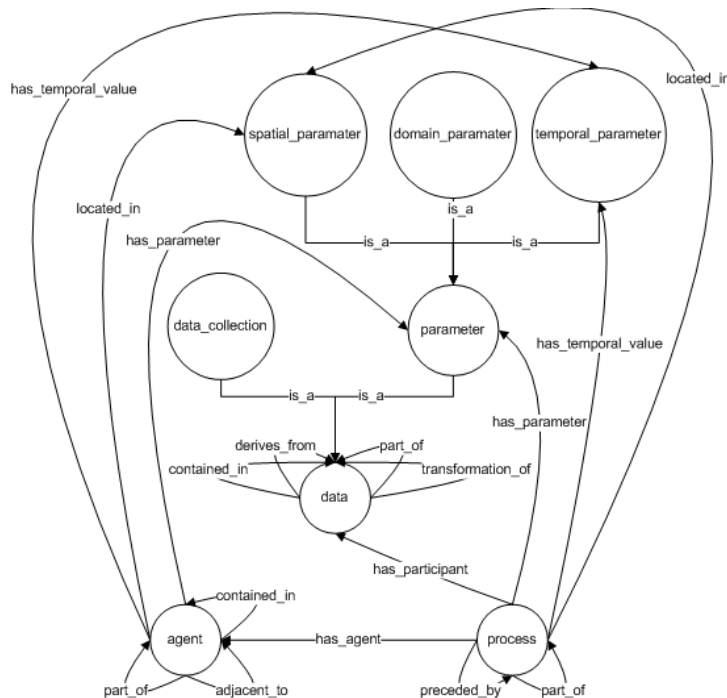 has_temporal_value
located_in
spatial_paramater
domain_paramater
temporal_parameter
located_in
is_a
has_parameter
is_a
is_a
data_collection
parameter
has_temporal_value
is_a
is_a
has_parameter
derives_from
part_of
contained_in
transformation_of
data
has_participant
contained_in
agent
has_agent
process
part_of
adjacent_to
preceded_by
part_of